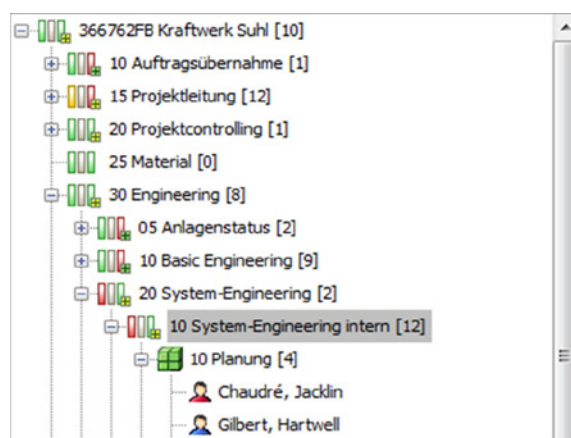 366762FB Kraftwerk Suhl [10]
10 Auftragsübernahme [1]
15 Projektleitung [12]
20 Projektcontrolling [1]
25 Material [0]
30 Engineering [8]
05 Anlagenstatus [2]
10 Basic Engineering [9]
20 System-Engineering [2]
10 System-Engineering intern [12]
10 Planung [4]
Chaudré, Jacklin
Gilbert, Hartwell